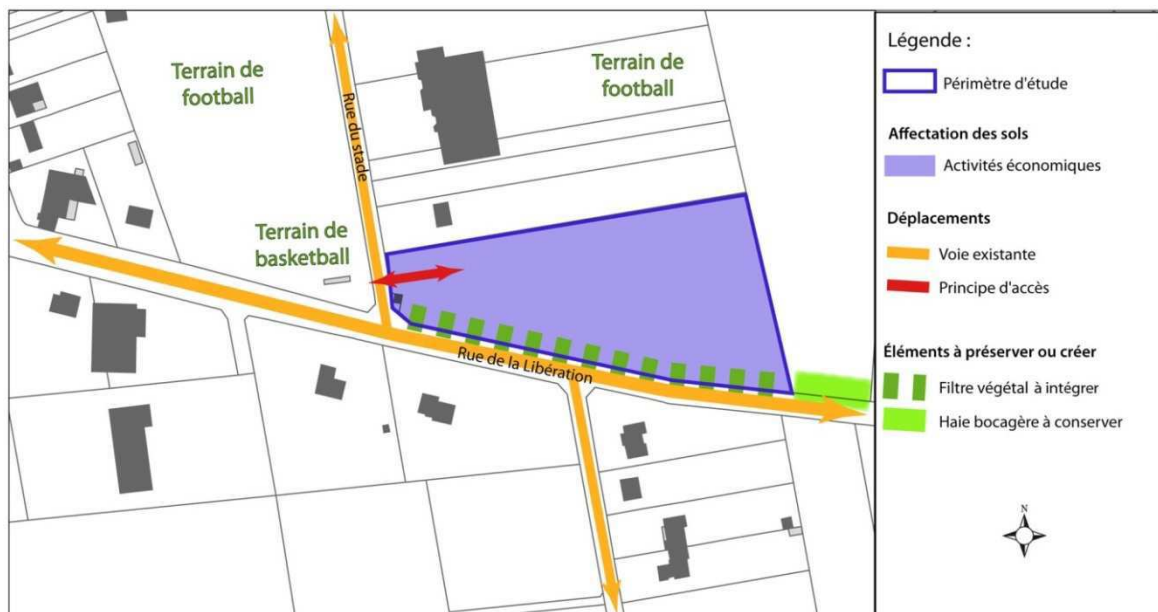 Terrain de
football
Rue du stade
Terrain de
football
Terrain de
basketball
Rue de la Libération
Légende :
Périmètre d'étude
Affectation des sols
Activités économiques
Déplacements
Voie existante
Principe d'accès
Éléments à préserver ou créer
Filtre végétal à intégrer
Haie bocagère à conserver
N